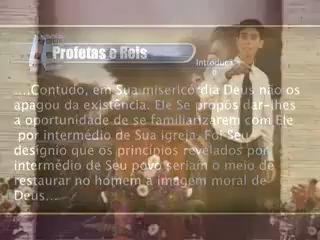 Profetas e Reis
Introduçã
o
....Contudo, em Sua misericórdia Deus não os
apagou da existência. Ele Se propôs dar-lhes
a oportunidade de se familiarizarem com Ele
por intermédio de Sua igreja. Foi Seu
desígnio que os princípios revelados por
intermédio de Seu povo seriam o meio de
restaurar no homem a imagem moral de
Deus...